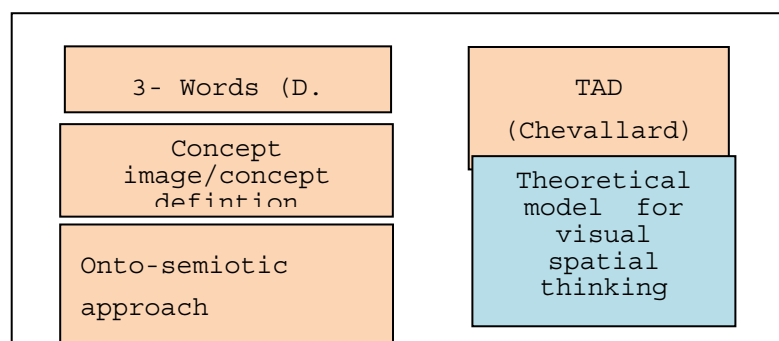 3- Words (D.
Concept
image/concept
defintion
Onto-semiotic
approach
TAD
(Chevallard)
Theoretical
model for
visual
spatial
thinking